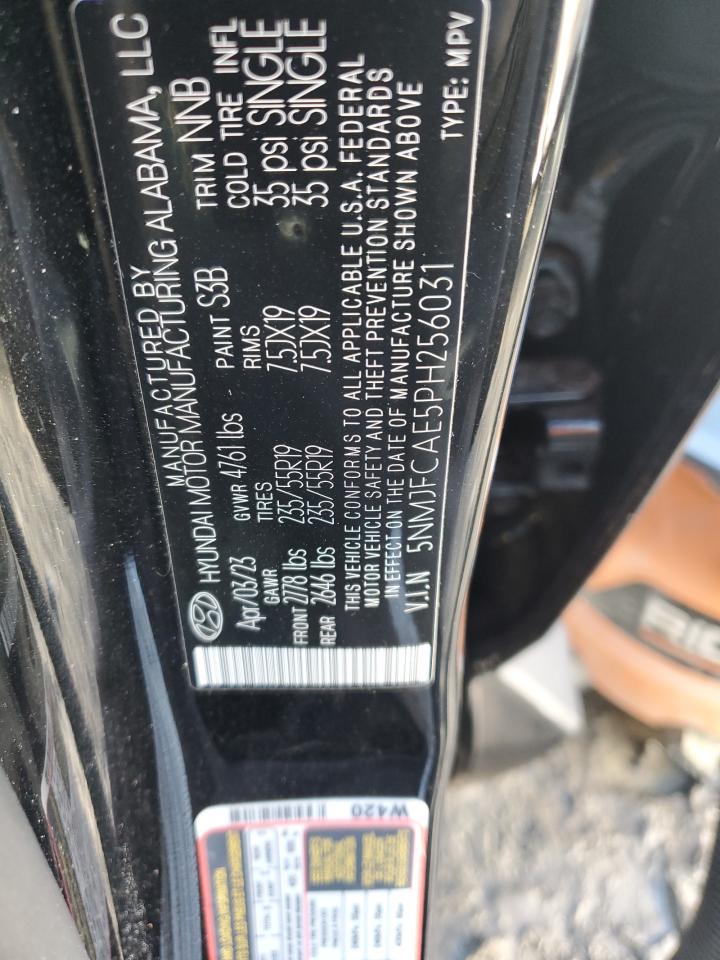 MANUFACTURED BY
HYUNDAI MOTOR MANUFACTURING ALABAMA, LLC
Apr/03/23 GVWR 4761 lbs PAINT S3B TRIM NNB
GAWR TIRES RIMS COLD TIRE INFL
FRONT 2778 lbs 235/55R19 7.5JX19 35 psi SINGLE
REAR 2646 lbs 235/55R19 7.5JX19 35 psi SINGLE
THIS VEHICLE CONFORMS TO ALL APPLICABLE U.S.A. FEDERAL
MOTOR VEHICLE SAFETY AND THEFT PREVENTION STANDARDS
IN EFFECT ON THE DATE OF MANUFACTURE SHOWN ABOVE
V.I.N 5NMJFCAE5PH256031 TYPE: MPV
W420